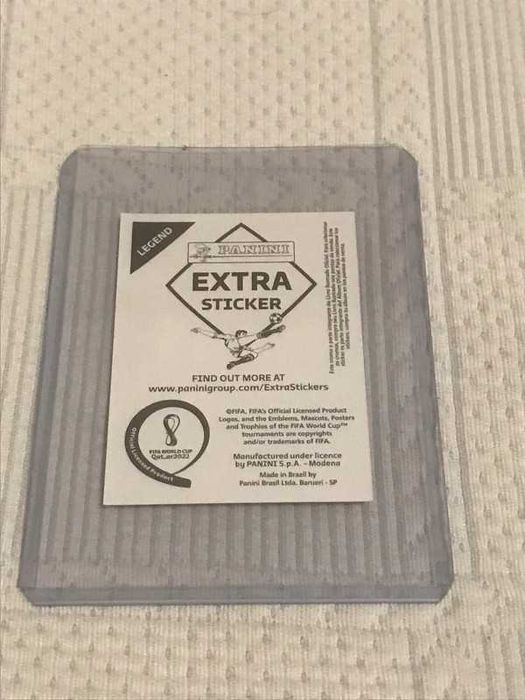 LEGEND
PANINI
EXTRA
STICKER
FIND OUT MORE AT
www.paninigroup.com/ExtraStickers
©FIFA, FIFA's Official Licensed Product
Logos, and the Emblems, Mascots, Posters
and Trophies of the FIFA World Cup™
tournaments are copyrights
and/or trademarks of FIFA.
Manufactured under licence
by PANINI S.p.A. - Modena
Made in Brazil by
Panini Brasil Ltda. Barueri - SP
FIFA WORLD CUP
Qatar2022
Official Licensed Product